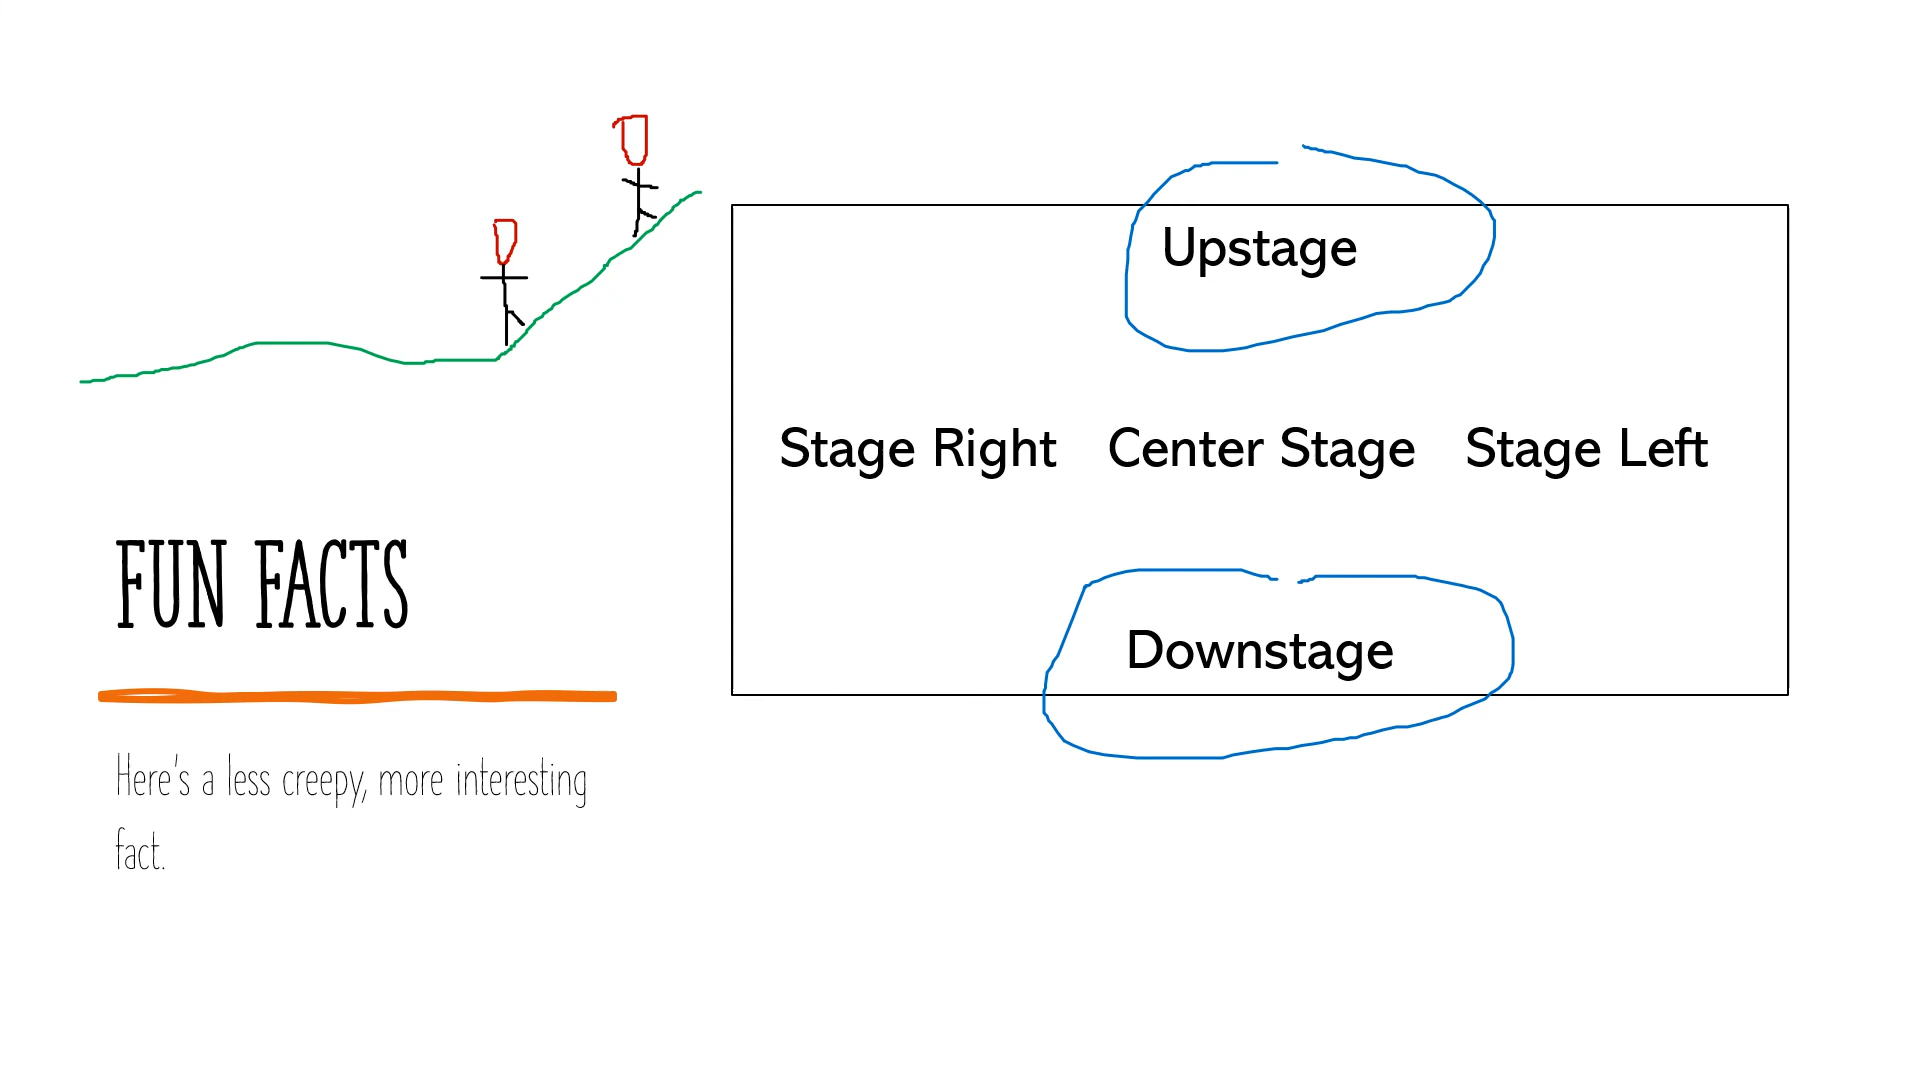 FUN FACTS
Here's a less creepy, more interesting
fact.
Upstage
Stage Right Center Stage Stage Left
Downstage